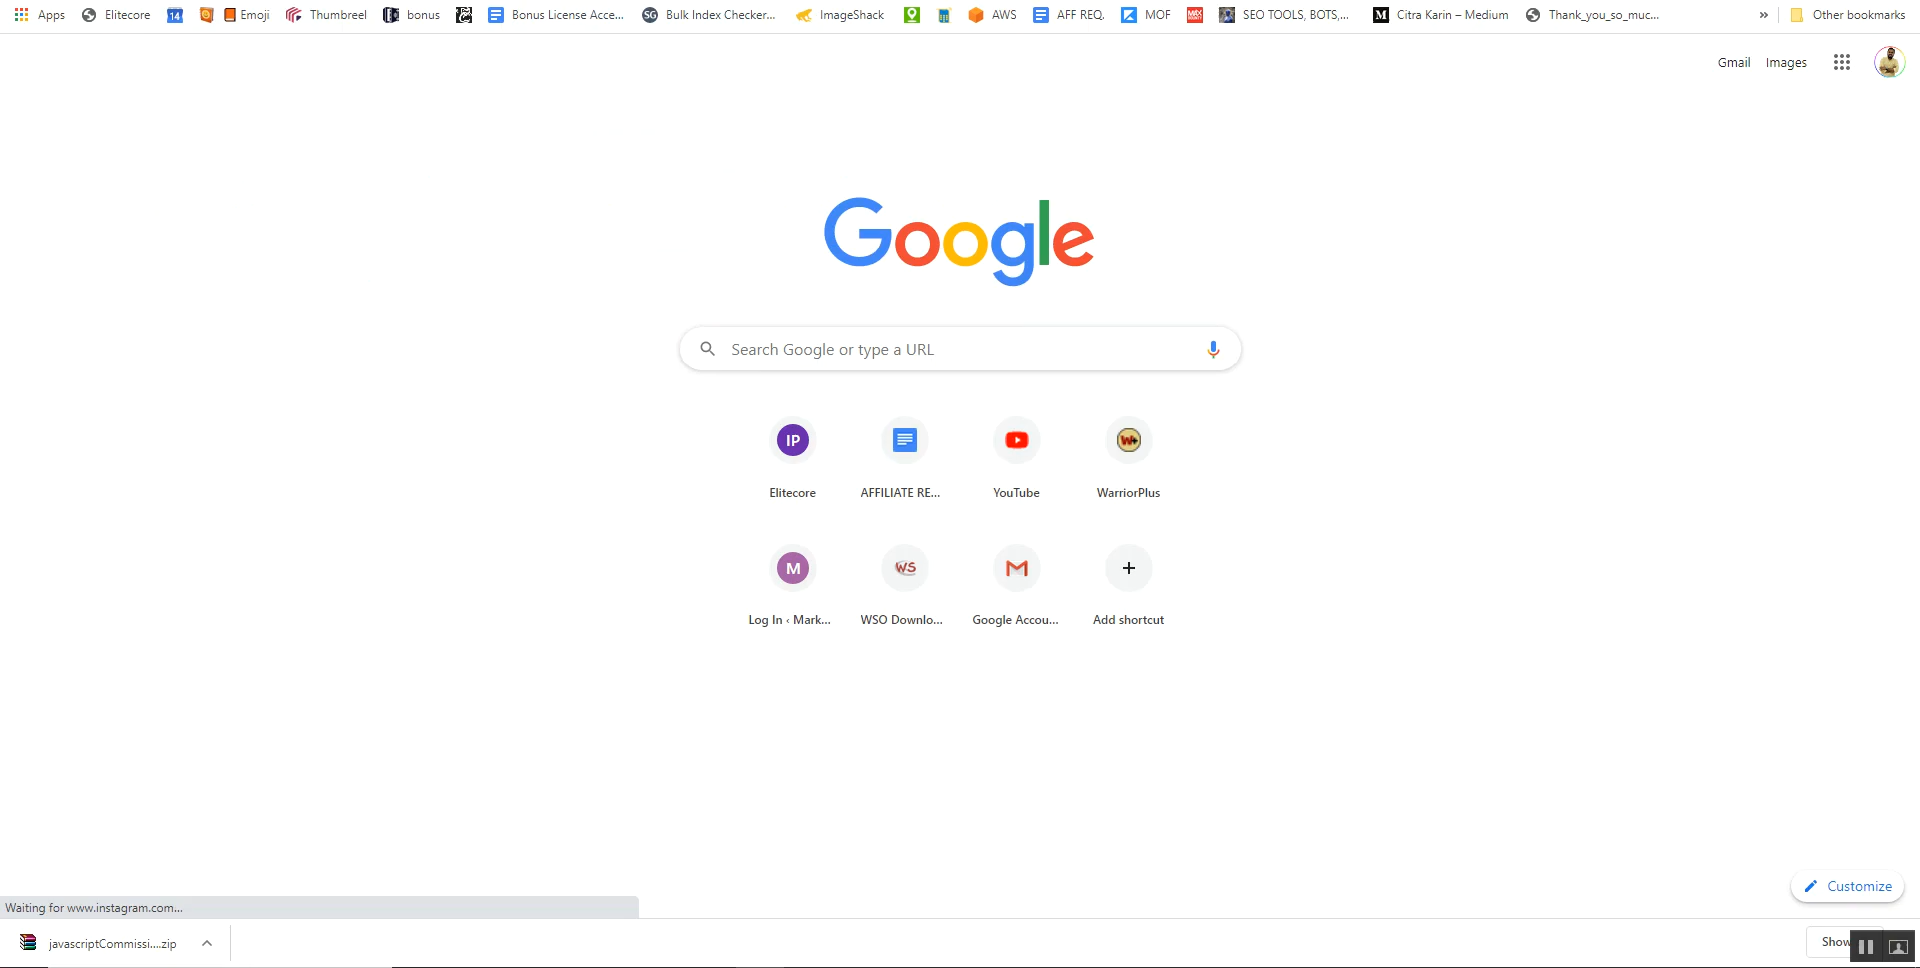 Apps Elitecore 14 Emoji Thumbreel bonus Bonus License Acce... SG Bulk Index Checker... ImageShack AWS AFF REQ. MOF SEO TOOLS, BOTS,... M Citra Karin – Medium Thank_you_so_muc... » Other bookmarks
Gmail Images
Google
Search Google or type a URL
IP W+
Elitecore AFFILIATE RE... YouTube WarriorPlus
M WS M +
Log In ‹ Mark... WSO Downlo... Google Accou... Add shortcut
Customize
Waiting for www.instagram.com...
javascriptCommissi....zip Show